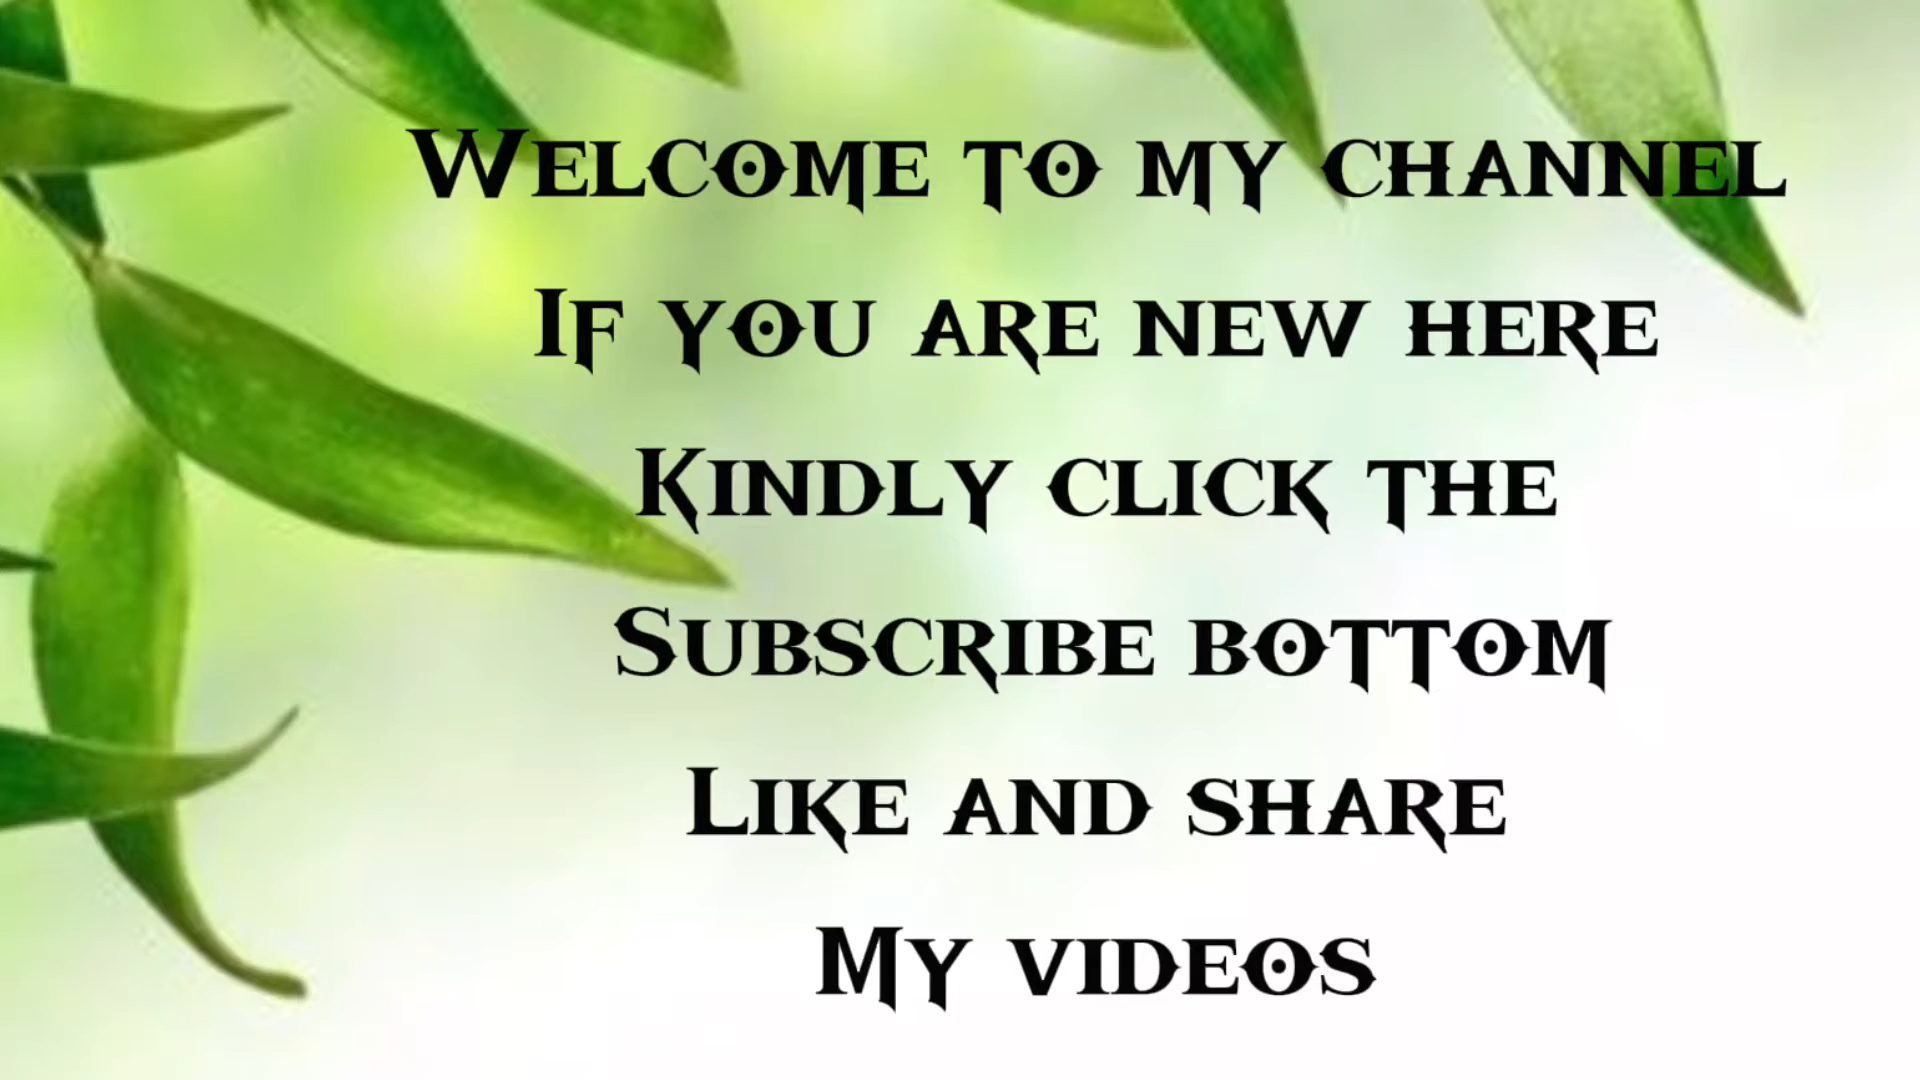 Welcome to my channel
If you are new here
Kindly click the
Subscribe bottom
Like and share
My videos